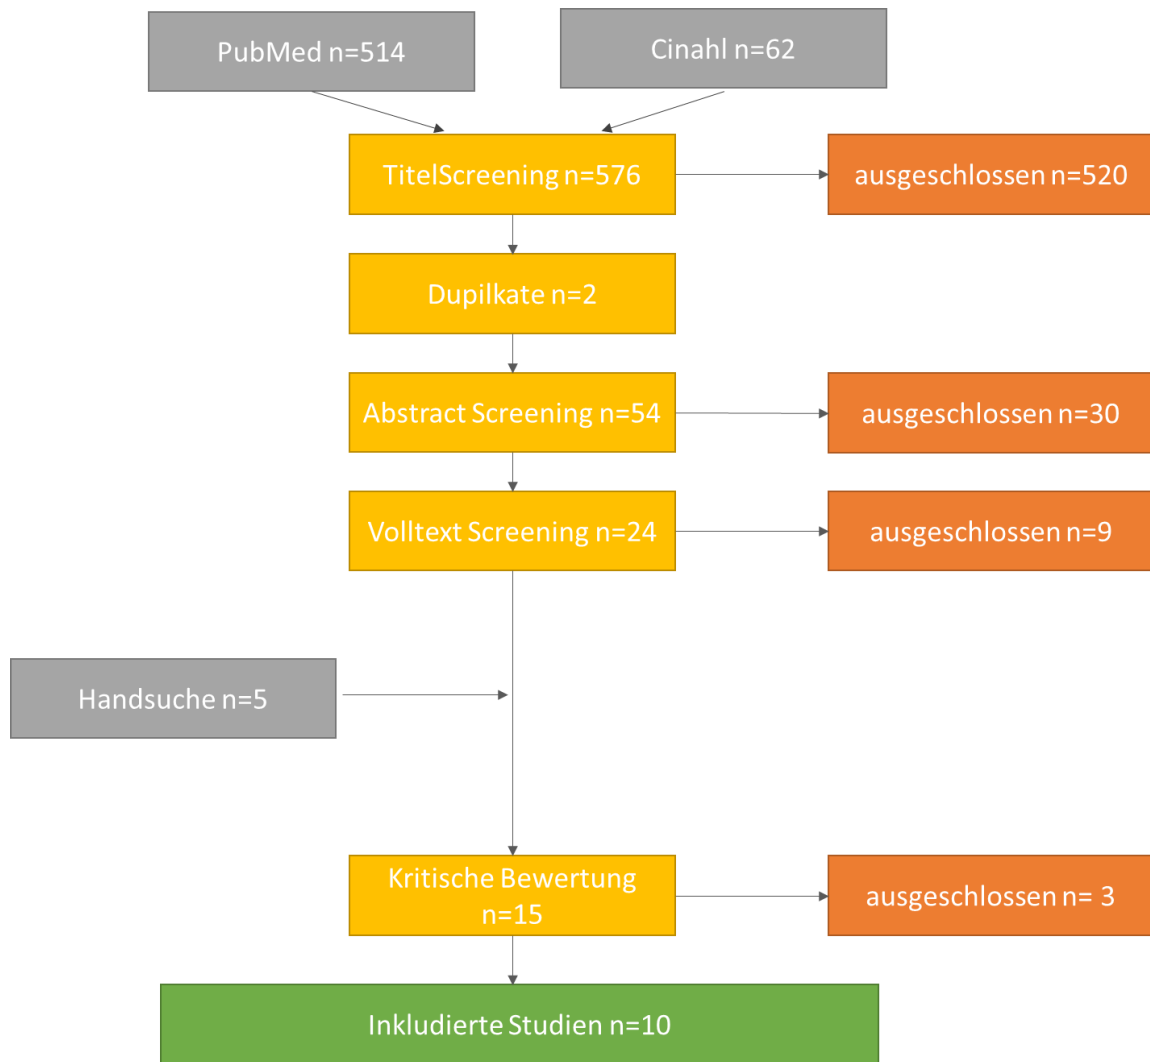 PubMed n=514
Cinahl n=62
TitelScreening n=576
ausgeschlossen n=520
Dupilkate n=2
Abstract Screening n=54
ausgeschlossen n=30
Volltext Screening n=24
ausgeschlossen n=9
Handsuche n=5
Kritische Bewertung
n=15
ausgeschlossen n= 3
Inkludierte Studien n=10